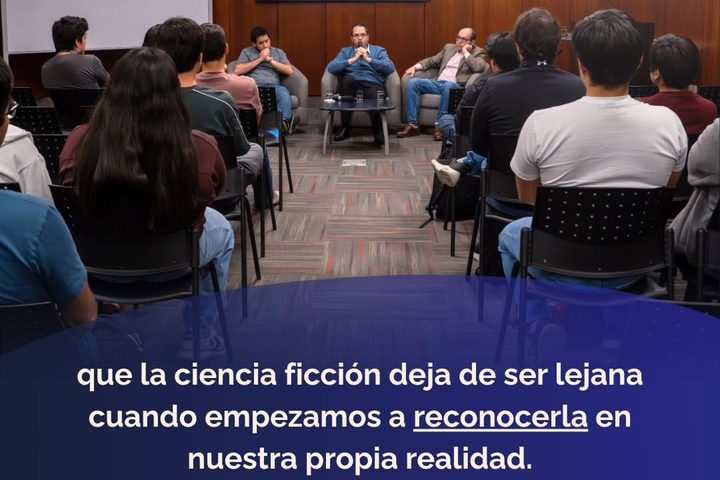 que la ciencia ficción deja de ser lejana
cuando empezamos a reconocerla en
nuestra propia realidad.